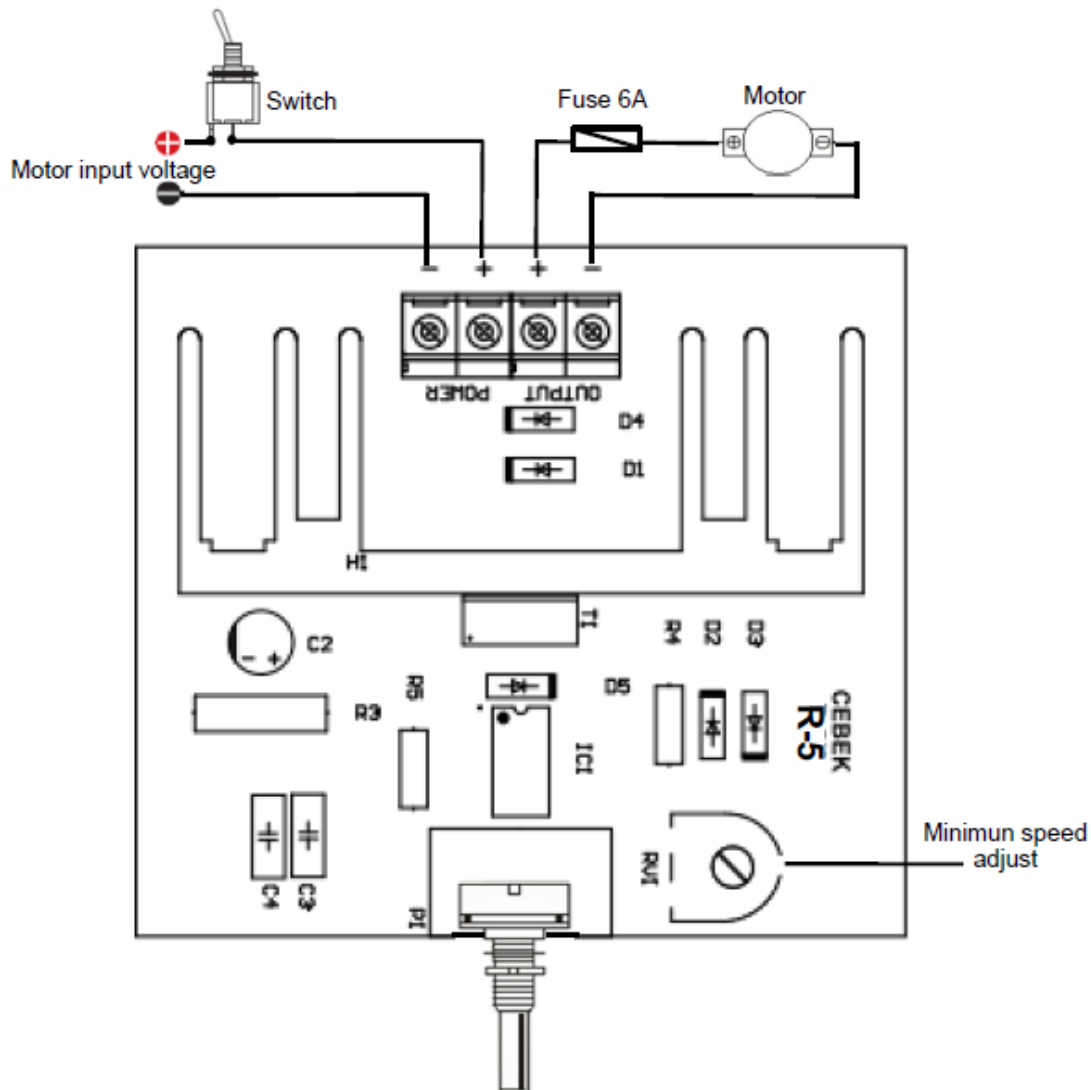 Switch
Fuse 6A
Motor
Motor input voltage
− + + −
POWER
OUTPUT
D4
D1
H1
T1
R4
D2
D3
C2
R5
D5
R3
IC1
CEBEK
R-5
Minimun speed
adjust
RV1
C4
C3
P1